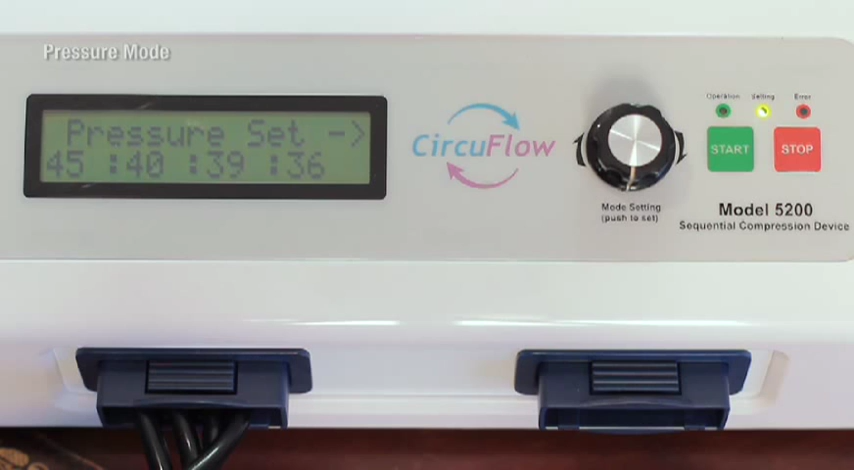 Pressure Mode
Pressure Set ->
45 :40 :39 :36
CircuFlow
Mode Setting
(push to set)
Operation Setting Error
START STOP
Model 5200
Sequential Compression Device